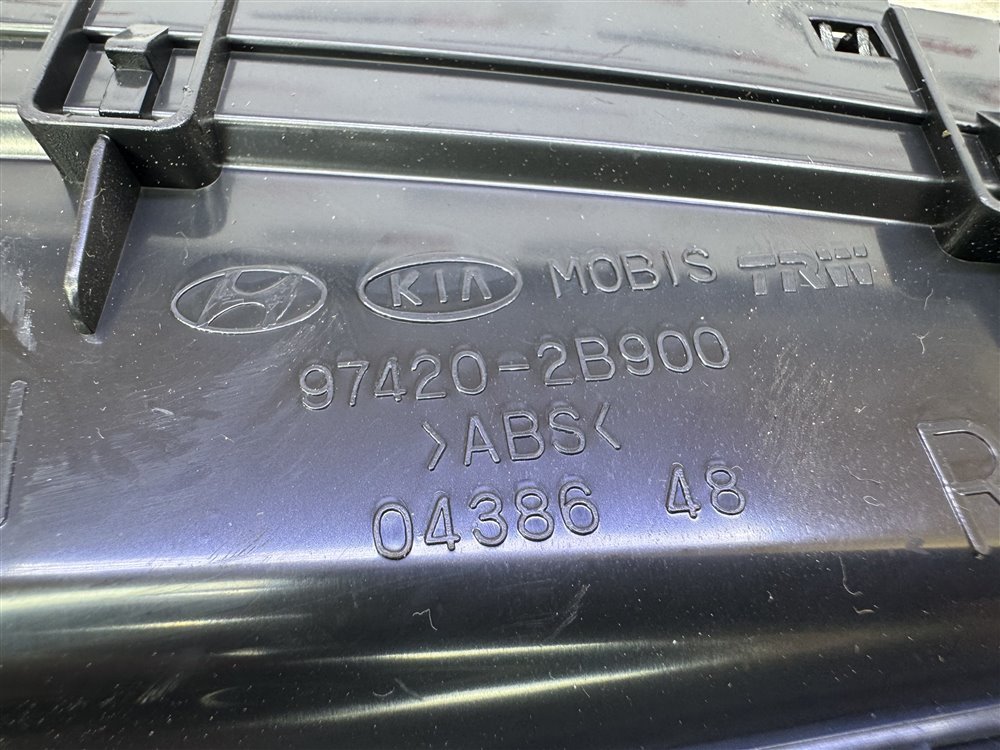 KIA MOBIS TRW
97420-2B900
>ABS<
04386 48
R